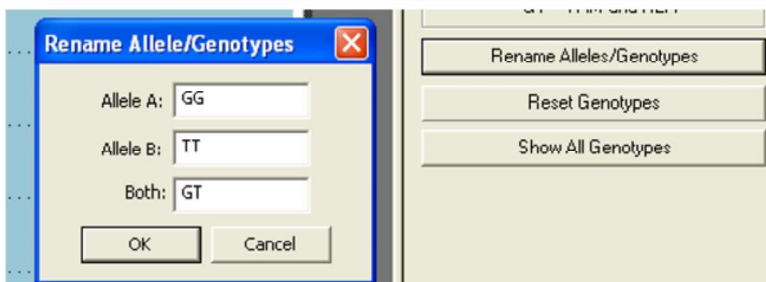 Rename Allele/Genotypes
Allele A: GG
Allele B: TT
Both: GT
OK Cancel
Rename Alleles/Genotypes
Reset Genotypes
Show All Genotypes